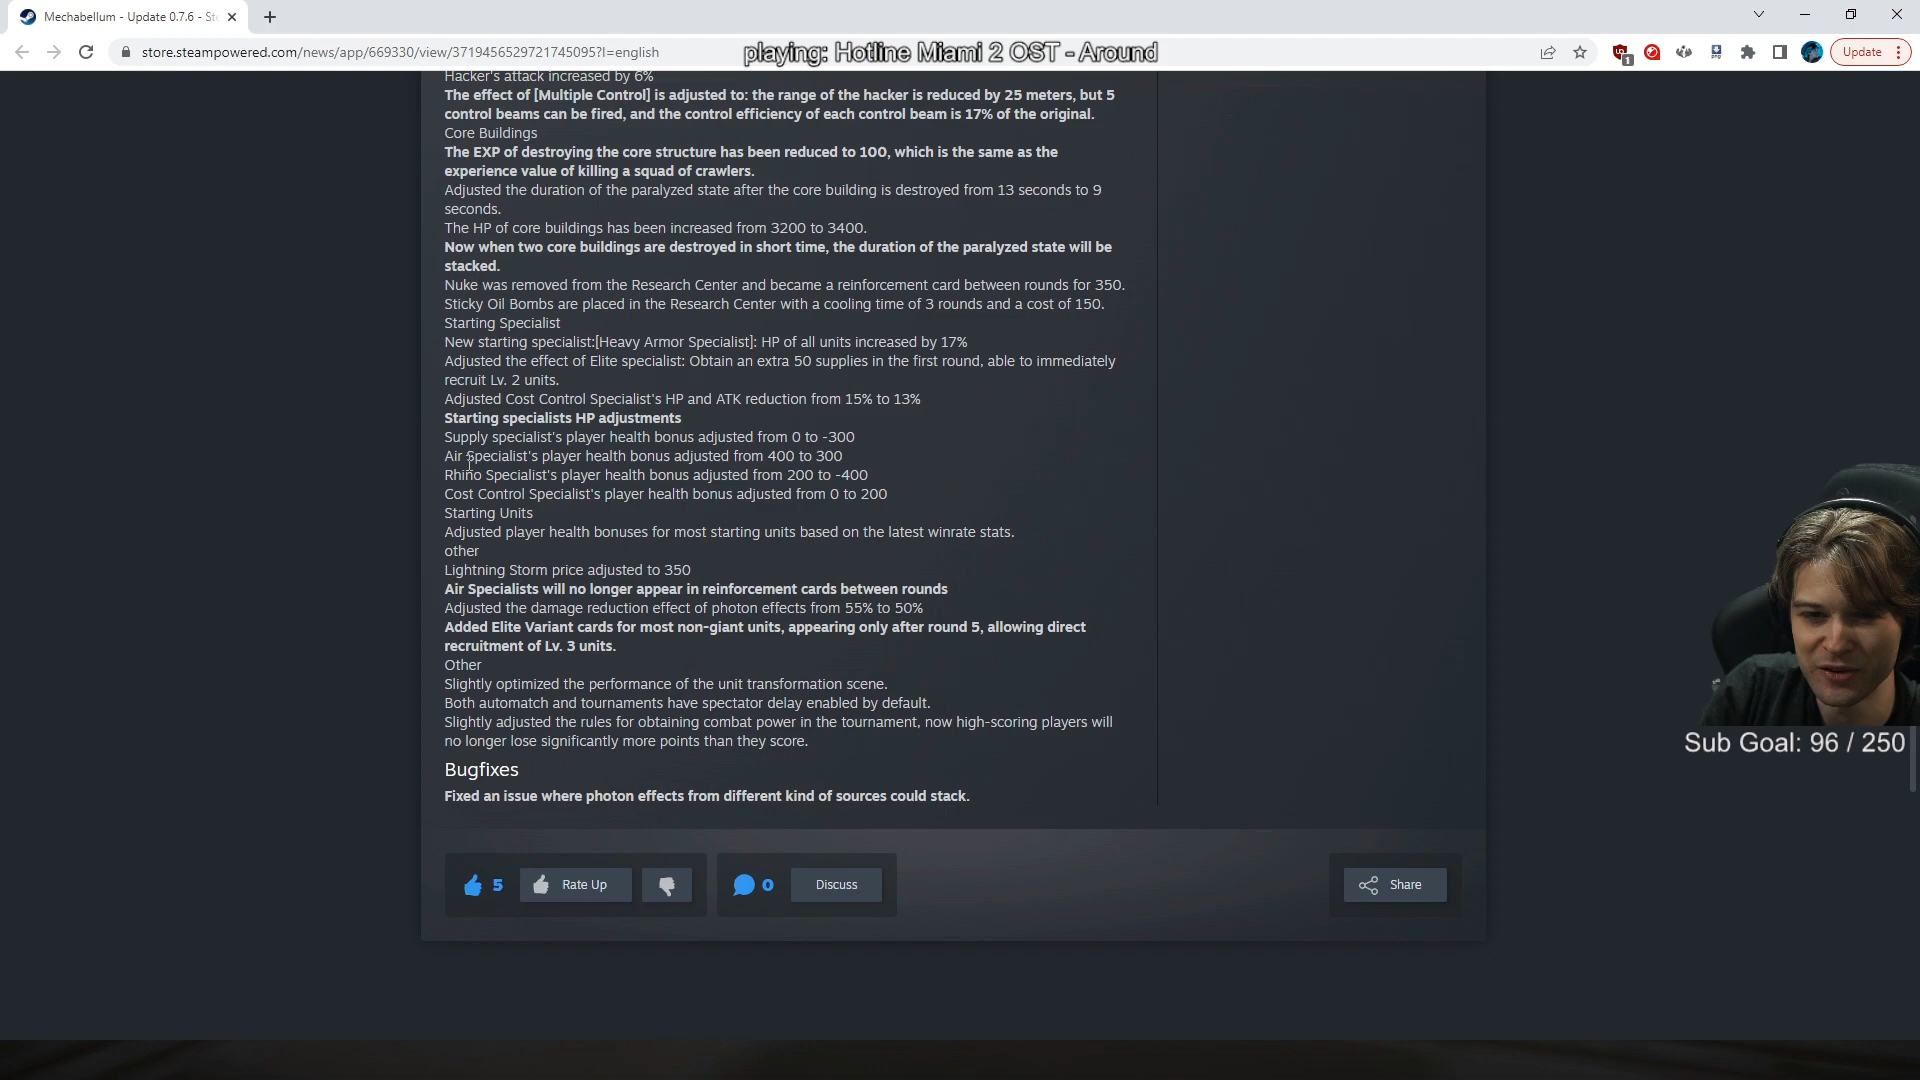 Mechabellum - Update 0.7.6 - Ste
store.steampowered.com/news/app/669330/view/3719456529721745095?l=english
playing: Hotline Miami 2 OST - Around
1
Update
Hacker's attack increased by 6%
The effect of [Multiple Control] is adjusted to: the range of the hacker is reduced by 25 meters, but 5
control beams can be fired, and the control efficiency of each control beam is 17% of the original.
Core Buildings
The EXP of destroying the core structure has been reduced to 100, which is the same as the
experience value of killing a squad of crawlers.
Adjusted the duration of the paralyzed state after the core building is destroyed from 13 seconds to 9
seconds.
The HP of core buildings has been increased from 3200 to 3400.
Now when two core buildings are destroyed in short time, the duration of the paralyzed state will be
stacked.
Nuke was removed from the Research Center and became a reinforcement card between rounds for 350.
Sticky Oil Bombs are placed in the Research Center with a cooling time of 3 rounds and a cost of 150.
Starting Specialist
New starting specialist:[Heavy Armor Specialist]: HP of all units increased by 17%
Adjusted the effect of Elite specialist: Obtain an extra 50 supplies in the first round, able to immediately
recruit Lv. 2 units.
Adjusted Cost Control Specialist's HP and ATK reduction from 15% to 13%
Starting specialists HP adjustments
Supply specialist's player health bonus adjusted from 0 to -300
Air Specialist's player health bonus adjusted from 400 to 300
Rhino Specialist's player health bonus adjusted from 200 to -400
Cost Control Specialist's player health bonus adjusted from 0 to 200
Starting Units
Adjusted player health bonuses for most starting units based on the latest winrate stats.
other
Lightning Storm price adjusted to 350
Air Specialists will no longer appear in reinforcement cards between rounds
Adjusted the damage reduction effect of photon effects from 55% to 50%
Added Elite Variant cards for most non-giant units, appearing only after round 5, allowing direct
recruitment of Lv. 3 units.
Other
Slightly optimized the performance of the unit transformation scene.
Both automatch and tournaments have spectator delay enabled by default.
Slightly adjusted the rules for obtaining combat power in the tournament, now high-scoring players will
no longer lose significantly more points than they score.
Bugfixes
Fixed an issue where photon effects from different kind of sources could stack.
5
Rate Up
0
Discuss
Share
Sub Goal: 96 / 250